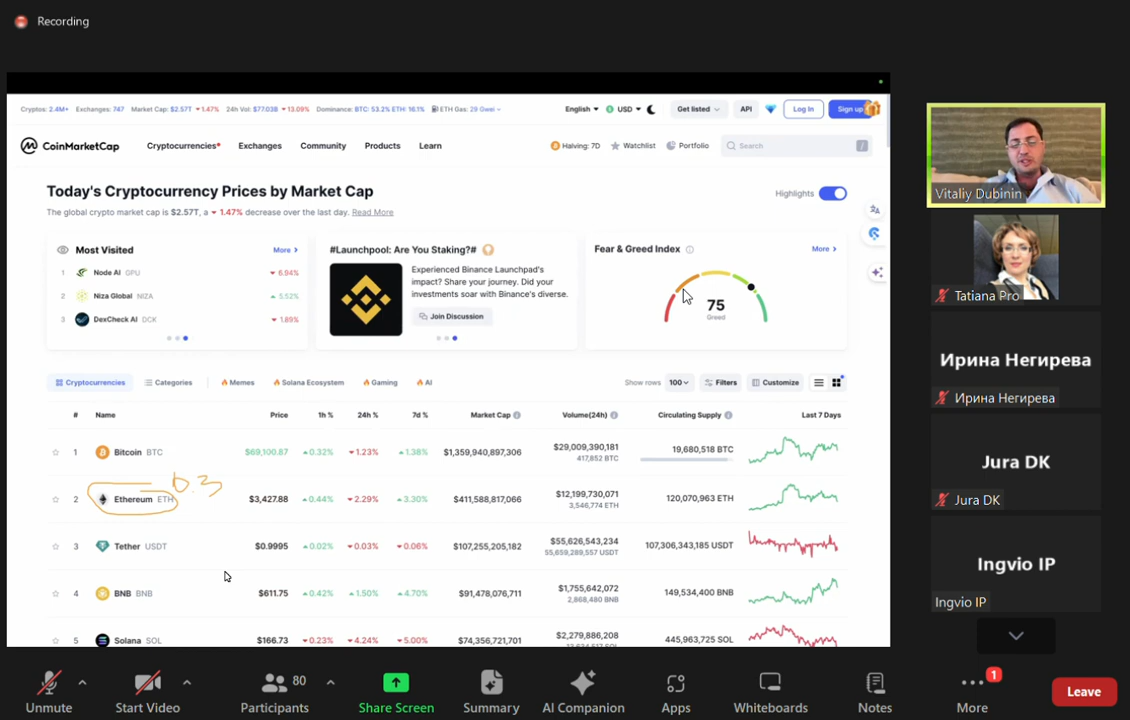 Recording
Cryptos: 2.4M+ Exchanges: 747 Market Cap: $2.57T 1.47% 24h Vol: $77.03B 13.09% Dominance: BTC: 53.2% ETH: 16.1% ETH Gas: 29 Gwei English USD Get listed API Log In Sign up
CoinMarketCap Cryptocurrencies Exchanges Community Products Learn Halving: 7D Watchlist Portfolio Search /
Today's Cryptocurrency Prices by Market Cap
Highlights
The global crypto market cap is $2.57T, a 1.47% decrease over the last day. Read More
Most Visited More >
1 Node AI GPU 6.94%
2 Niza Global NIZA 5.52%
3 DexCheck AI DCK 1.89%
#Launchpool: Are You Staking?#
Experienced Binance Launchpad's
impact? Share your journey. Did your
investments soar with Binance's diverse.
Join Discussion
Fear & Greed Index More >
75
Greed
Cryptocurrencies Categories Memes Solana Ecosystem Gaming AI Show rows 100 Filters Customize
# Name Price 1h % 24h % 7d % Market Cap Volume(24h) Circulating Supply Last 7 Days
1 Bitcoin BTC $69,100.87 0.32% 1.23% 1.38% $1,359,940,897,306 $29,009,390,181 19,680,518 BTC
417,852 BTC
0.3
2 Ethereum ETH $3,427.88 0.44% 2.29% 3.30% $411,588,817,066 $12,199,730,071 120,070,963 ETH
3,546,774 ETH
3 Tether USDT $0.9995 0.02% 0.03% 0.06% $107,255,205,182 $55,626,543,234 107,306,343,185 USDT
55,659,289,557 USDT
4 BNB BNB $611.75 0.42% 1.50% 4.70% $91,478,076,711 $1,755,642,072 149,534,400 BNB
2,868,480 BNB
5 Solana SOL $166.73 0.23% 4.24% 5.00% $74,356,721,701 $2,279,886,208 445,963,725 SOL
Vitaliy Dubinin
Tatiana Pro
Ирина Негирева
Ирина Негирева
Jura DK
Jura DK
Ingvio IP
Ingvio IP
Unmute Start Video Participants 80 Share Screen Summary AI Companion Apps Whiteboards Notes More 1 Leave